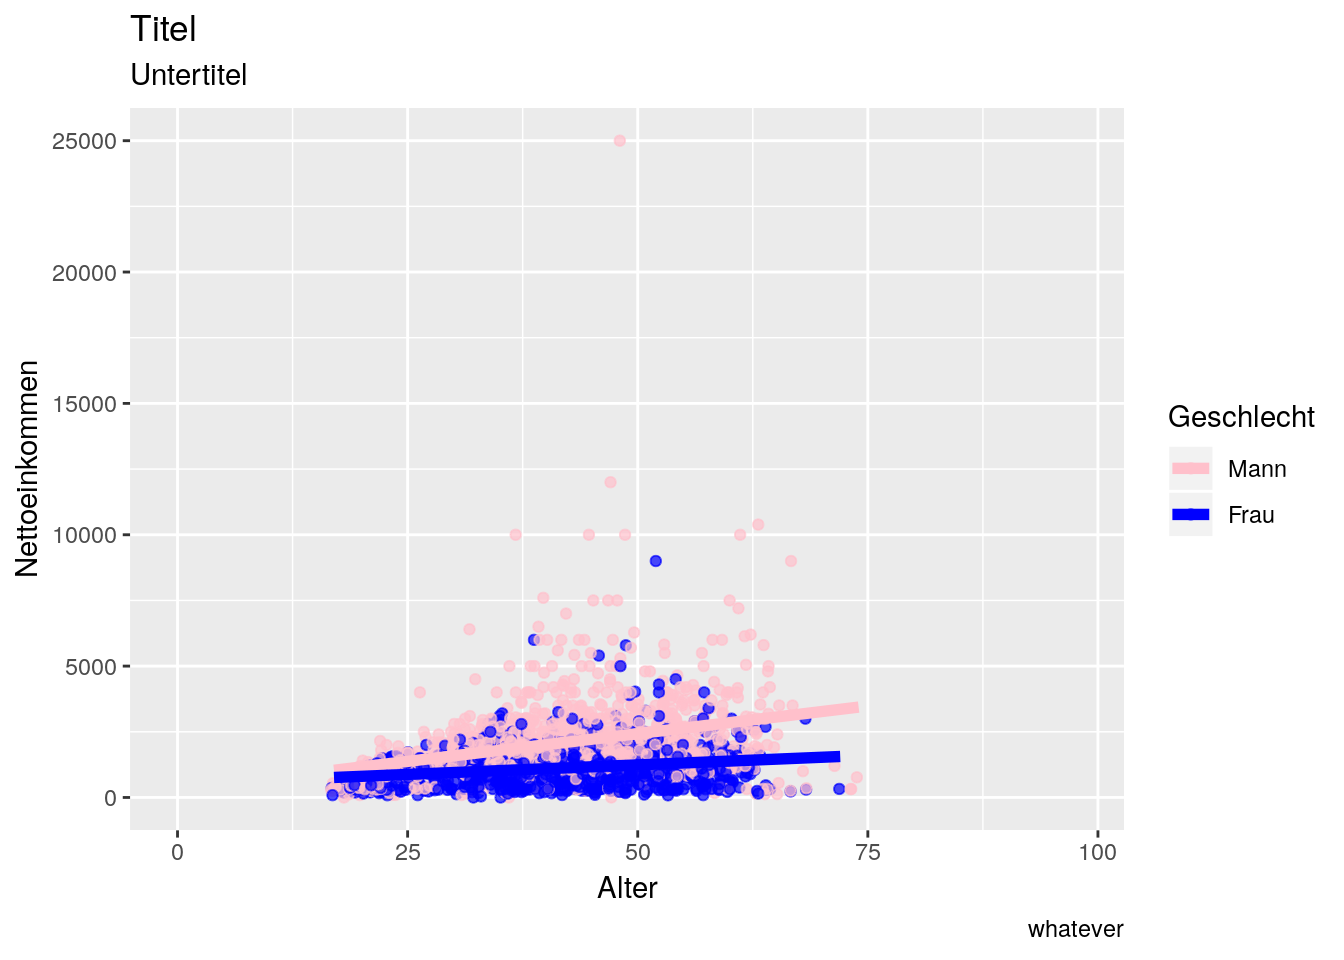 Titel
Untertitel
25000
20000
15000
10000
5000
0
Nettoeinkommen
0 25 50 75 100
Alter
Geschlecht
Mann
Frau
whatever